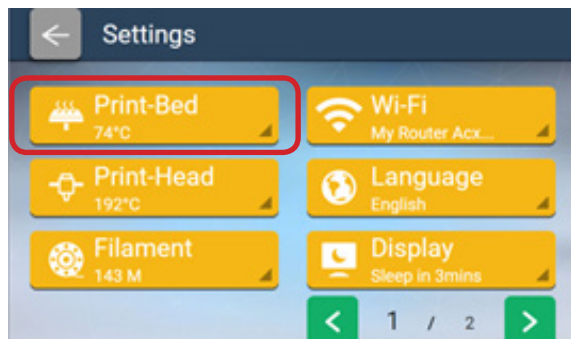 Settings
Print-Bed
74°C
Wi-Fi
My Router Acx...
Print-Head
192°C
Language
English
Filament
143 M
Display
Sleep in 3mins
1 / 2